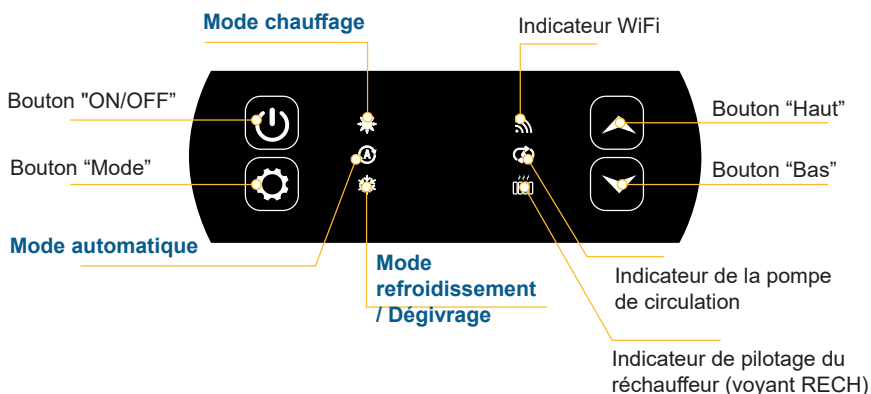 Mode chauffage
Indicateur WiFi
Bouton "ON/OFF”
Bouton “Haut”
Bouton “Mode”
Bouton “Bas”
A
Mode automatique
Mode
refroidissement
/ Dégivrage
Indicateur de la pompe
de circulation
Indicateur de pilotage du
réchauffeur (voyant RECH)